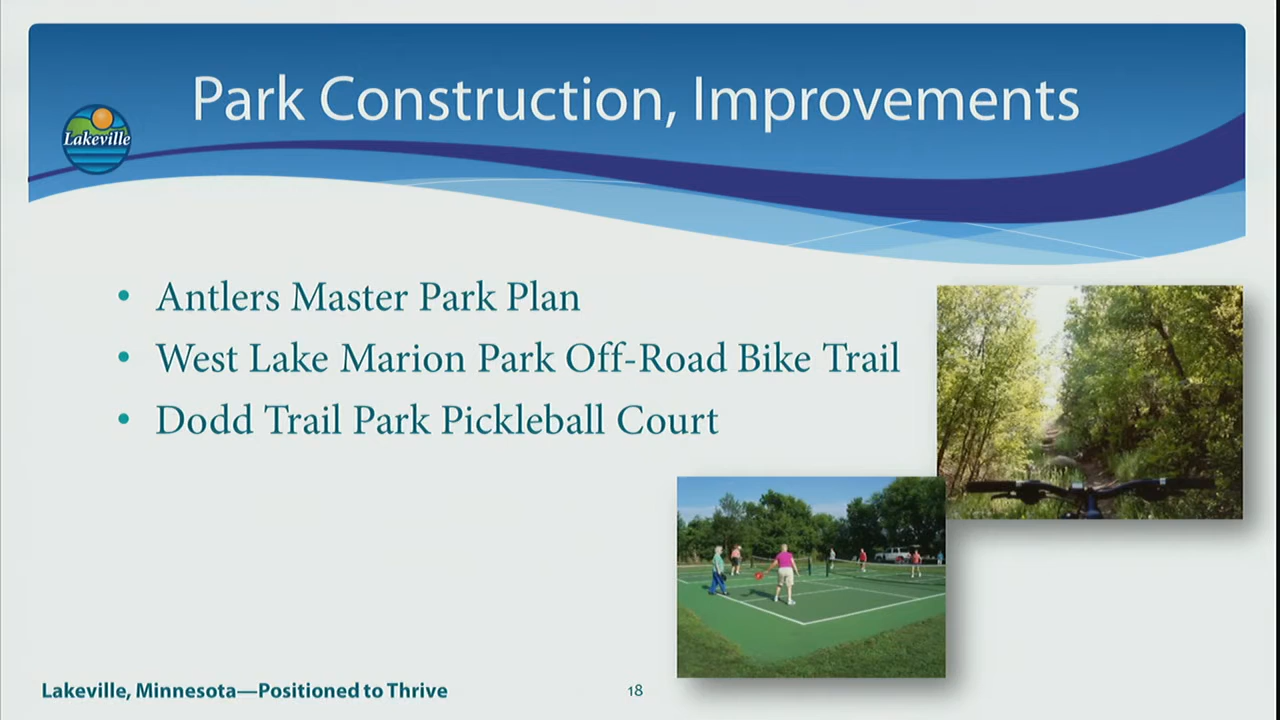 Park Construction, Improvements
Lakeville
• Antlers Master Park Plan
• West Lake Marion Park Off-Road Bike Trail
• Dodd Trail Park Pickleball Court
Lakeville, Minnesota—Positioned to Thrive
18